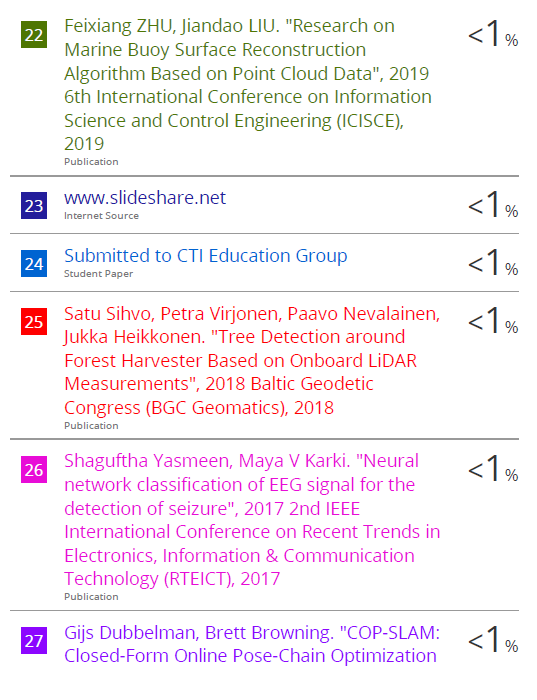 22
Feixiang ZHU, Jiandao LIU. "Research on
Marine Buoy Surface Reconstruction
Algorithm Based on Point Cloud Data", 2019
6th International Conference on Information
Science and Control Engineering (ICISCE),
2019
Publication
<1%
23
www.slideshare.net
Internet Source
<1%
24
Submitted to CTI Education Group
Student Paper
<1%
25
Satu Sihvo, Petra Virjonen, Paavo Nevalainen,
Jukka Heikkonen. "Tree Detection around
Forest Harvester Based on Onboard LiDAR
Measurements", 2018 Baltic Geodetic
Congress (BGC Geomatics), 2018
Publication
<1%
26
Shaguftha Yasmeen, Maya V Karki. "Neural
network classification of EEG signal for the
detection of seizure", 2017 2nd IEEE
International Conference on Recent Trends in
Electronics, Information & Communication
Technology (RTEICT), 2017
Publication
<1%
27
Gijs Dubbelman, Brett Browning. "COP-SLAM:
Closed-Form Online Pose-Chain Optimization
<1%